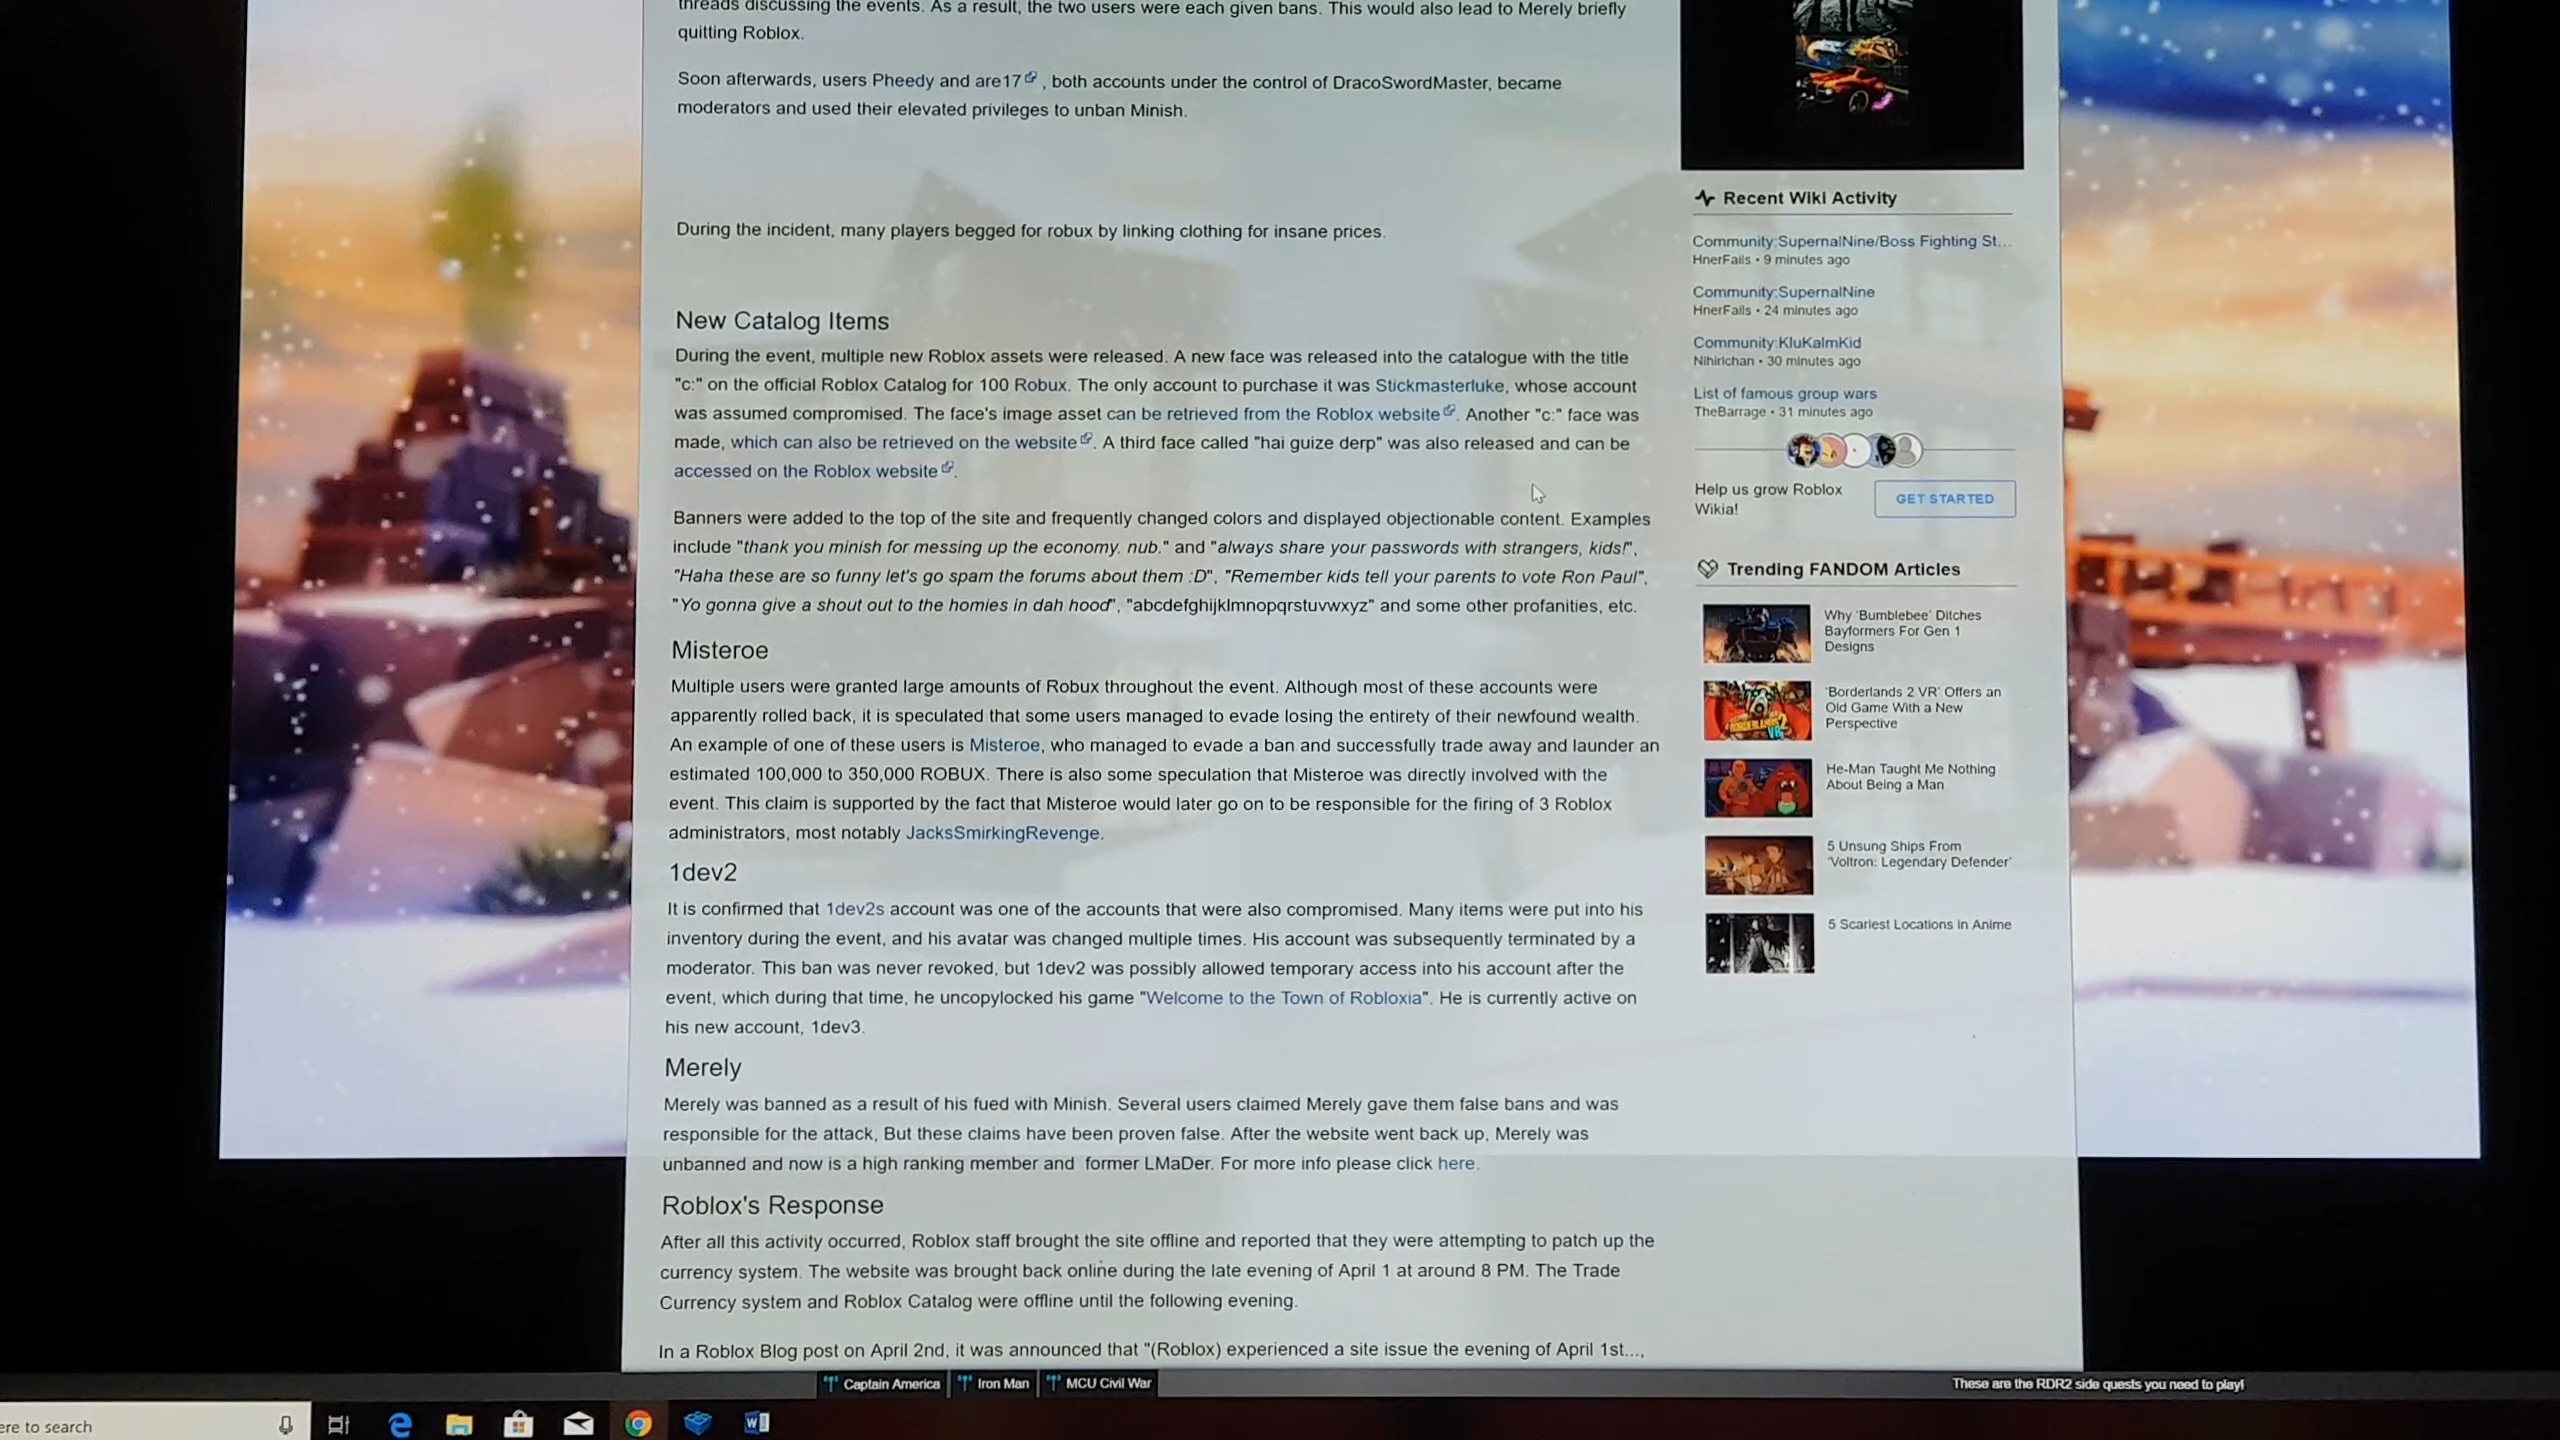 threads discussing the events. As a result, the two users were each given bans. This would also lead to Merely briefly
quitting Roblox.
Soon afterwards, users Pheedy and are17 , both accounts under the control of DracoSwordMaster, became
moderators and used their elevated privileges to unban Minish.
During the incident, many players begged for robux by linking clothing for insane prices.
New Catalog Items
During the event, multiple new Roblox assets were released. A new face was released into the catalogue with the title
"c:" on the official Roblox Catalog for 100 Robux. The only account to purchase it was Stickmasterluke, whose account
was assumed compromised. The face's image asset can be retrieved from the Roblox website . Another "c:" face was
made, which can also be retrieved on the website . A third face called "hai guize derp" was also released and can be
accessed on the Roblox website .
Banners were added to the top of the site and frequently changed colors and displayed objectionable content. Examples
include "thank you minish for messing up the economy. nub." and "always share your passwords with strangers, kids!",
"Haha these are so funny let's go spam the forums about them :D", "Remember kids tell your parents to vote Ron Paul",
"Yo gonna give a shout out to the homies in dah hood", "abcdefghijklmnopqrstuvwxyz" and some other profanities, etc.
Misteroe
Multiple users were granted large amounts of Robux throughout the event. Although most of these accounts were
apparently rolled back, it is speculated that some users managed to evade losing the entirety of their newfound wealth.
An example of one of these users is Misteroe, who managed to evade a ban and successfully trade away and launder an
estimated 100,000 to 350,000 ROBUX. There is also some speculation that Misteroe was directly involved with the
event. This claim is supported by the fact that Misteroe would later go on to be responsible for the firing of 3 Roblox
administrators, most notably JacksSmirkingRevenge.
1dev2
It is confirmed that 1dev2s account was one of the accounts that were also compromised. Many items were put into his
inventory during the event, and his avatar was changed multiple times. His account was subsequently terminated by a
moderator. This ban was never revoked, but 1dev2 was possibly allowed temporary access into his account after the
event, which during that time, he uncopylocked his game "Welcome to the Town of Robloxia". He is currently active on
his new account, 1dev3.
Merely
Merely was banned as a result of his fued with Minish. Several users claimed Merely gave them false bans and was
responsible for the attack, But these claims have been proven false. After the website went back up, Merely was
unbanned and now is a high ranking member and former LMaDer. For more info please click here.
Roblox's Response
After all this activity occurred, Roblox staff brought the site offline and reported that they were attempting to patch up the
currency system. The website was brought back online during the late evening of April 1 at around 8 PM. The Trade
Currency system and Roblox Catalog were offline until the following evening.
In a Roblox Blog post on April 2nd, it was announced that "(Roblox) experienced a site issue the evening of April 1st...,
Recent Wiki Activity
Community:SupernalNine/Boss Fighting St...
HnerFails • 9 minutes ago
Community:SupernalNine
HnerFails • 24 minutes ago
Community:KluKalmKid
Nihirlchan • 30 minutes ago
List of famous group wars
TheBarrage • 31 minutes ago
Help us grow Roblox
Wikia!
GET STARTED
Trending FANDOM Articles
Why 'Bumblebee' Ditches
Bayformers For Gen 1
Designs
'Borderlands 2 VR' Offers an
Old Game With a New
Perspective
He-Man Taught Me Nothing
About Being a Man
5 Unsung Ships From
'Voltron: Legendary Defender'
5 Scariest Locations in Anime
Captain America
Iron Man
MCU Civil War
These are the RDR2 side quests you need to play!
ere to search